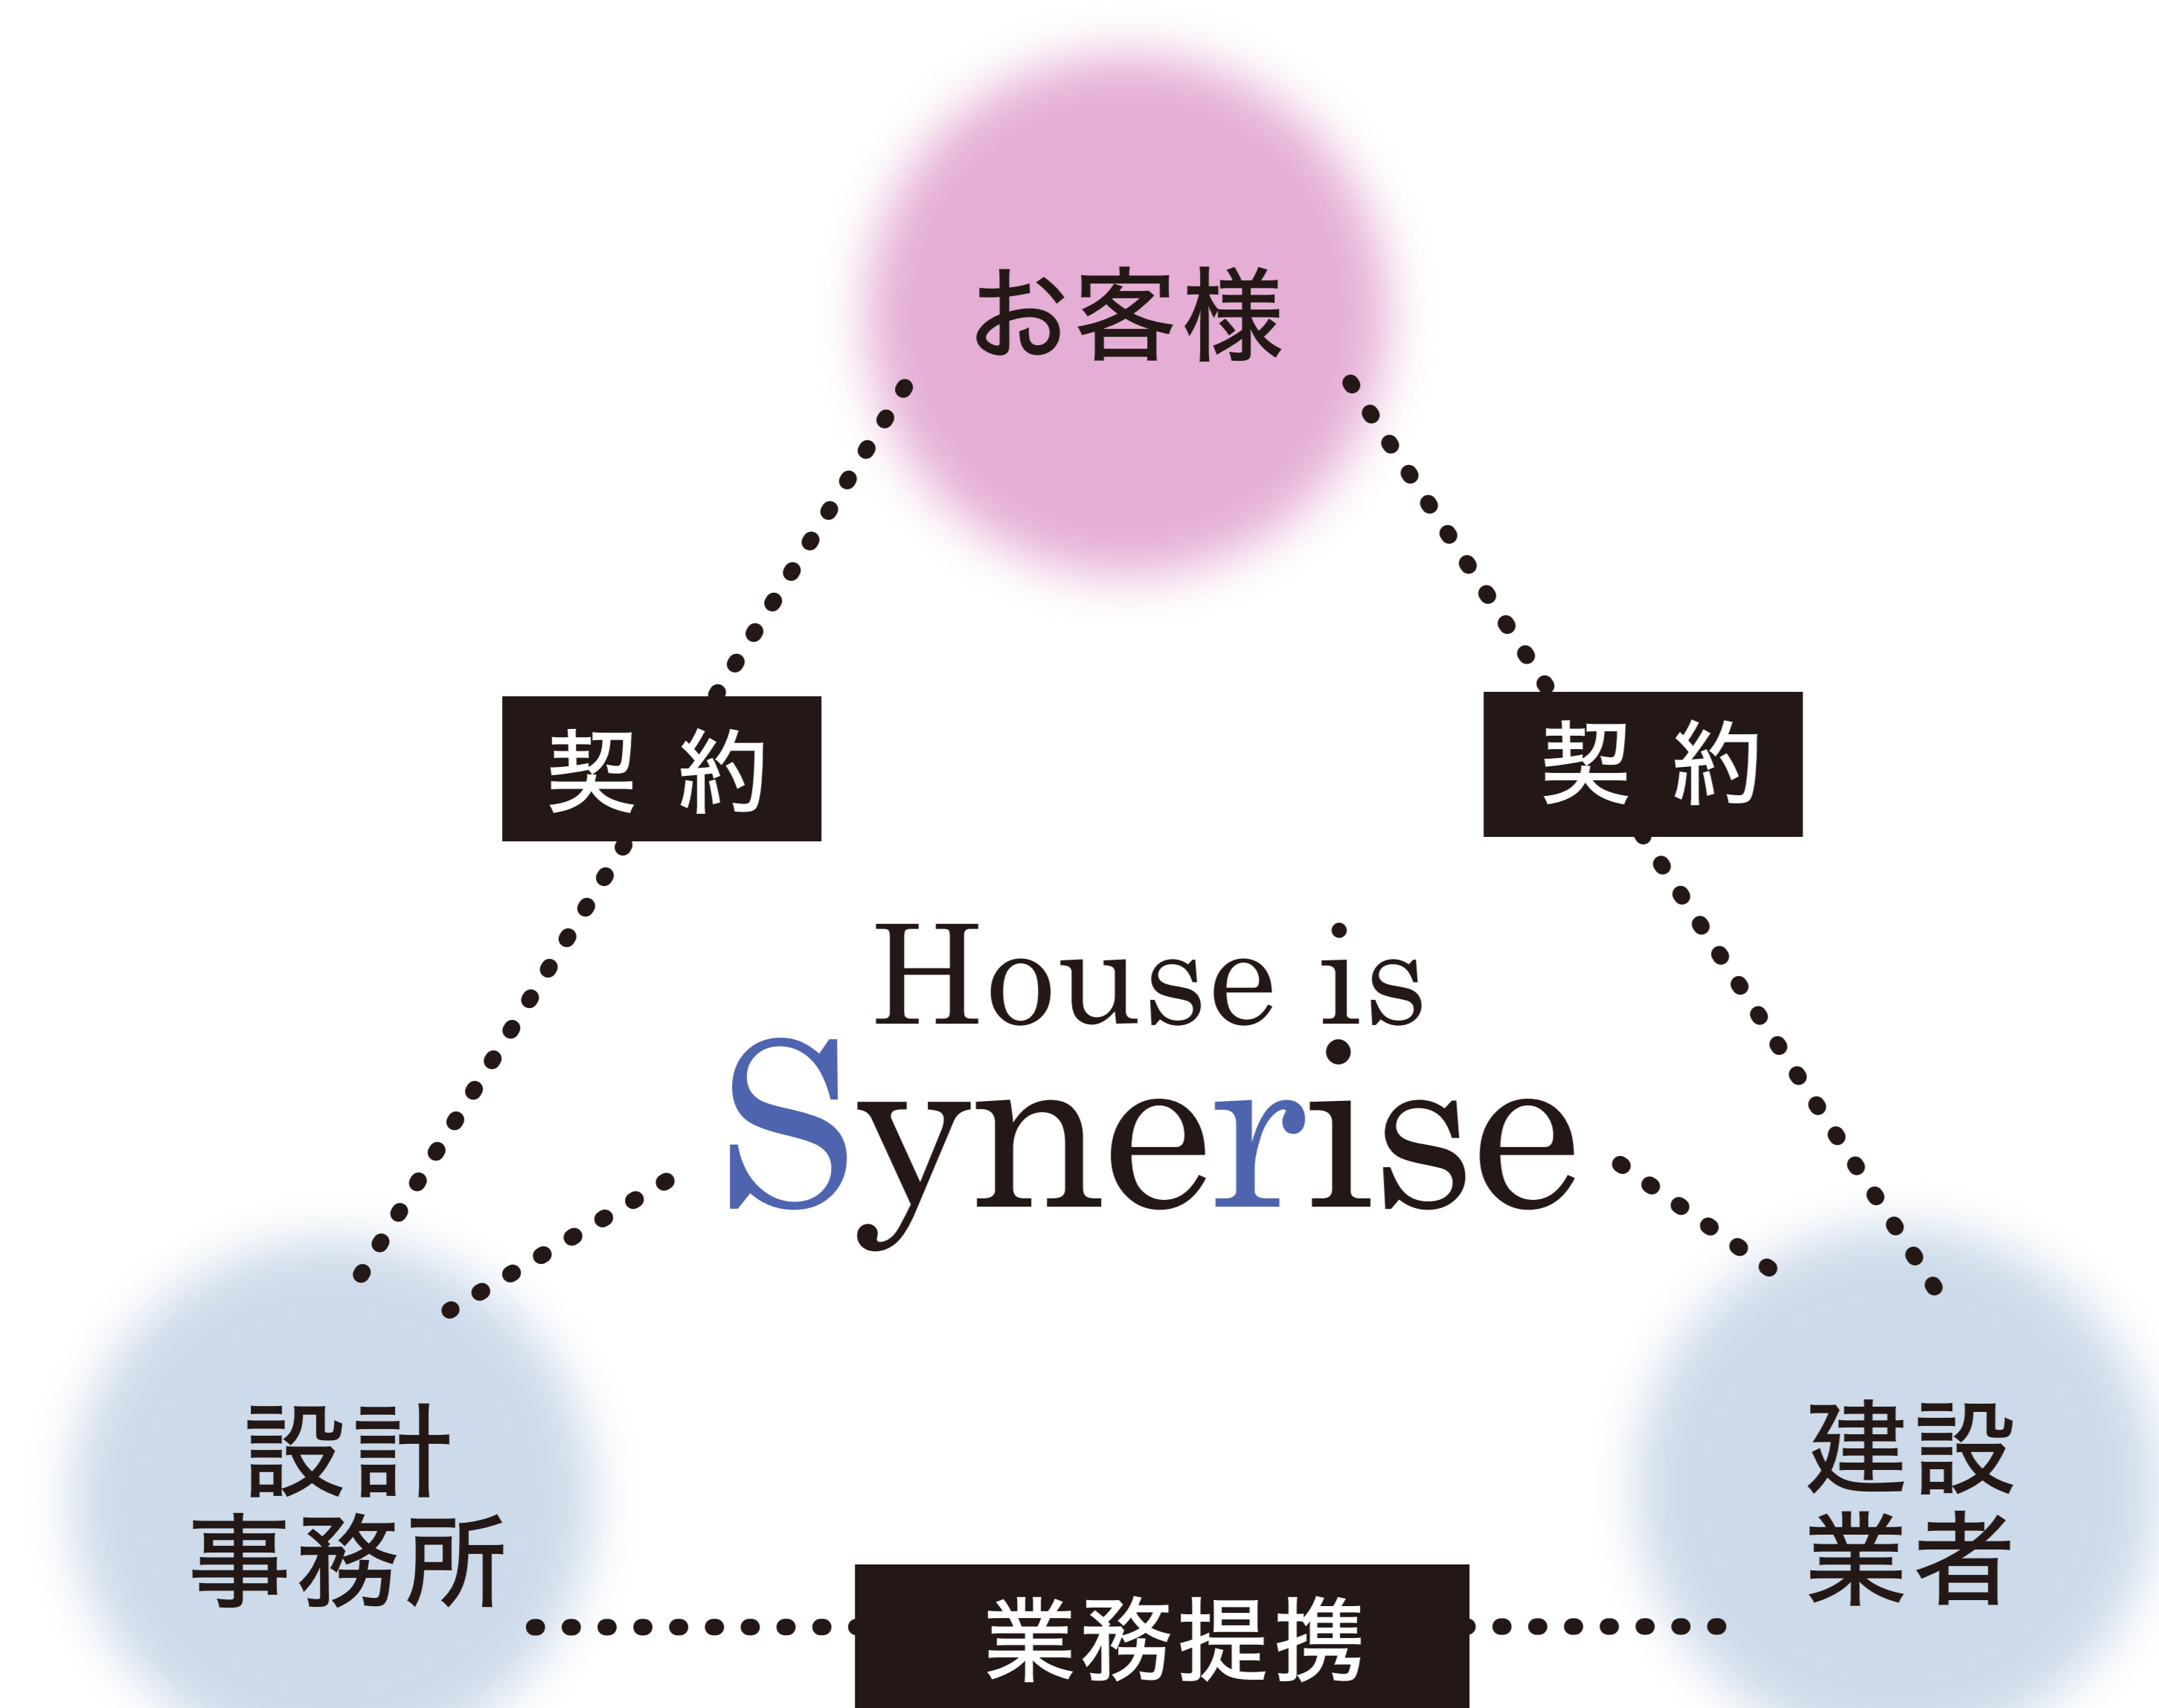 お客様
契約
契約
House is
Synerise
設計
事務所
建設
業者
業務提携